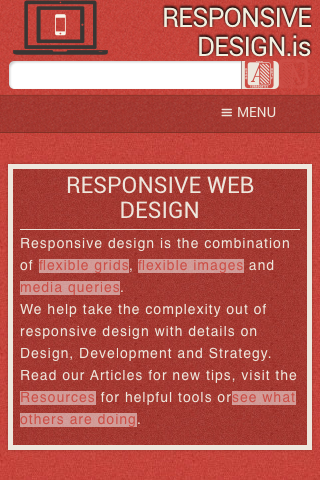 RESPONSIVE
DESIGN.is
≡ MENU
RESPONSIVE WEB
DESIGN
Responsive design is the combination
of flexible grids, flexible images and
media queries.
We help take the complexity out of
responsive design with details on
Design, Development and Strategy.
Read our Articles for new tips, visit the
Resources for helpful tools orsee what
others are doing.